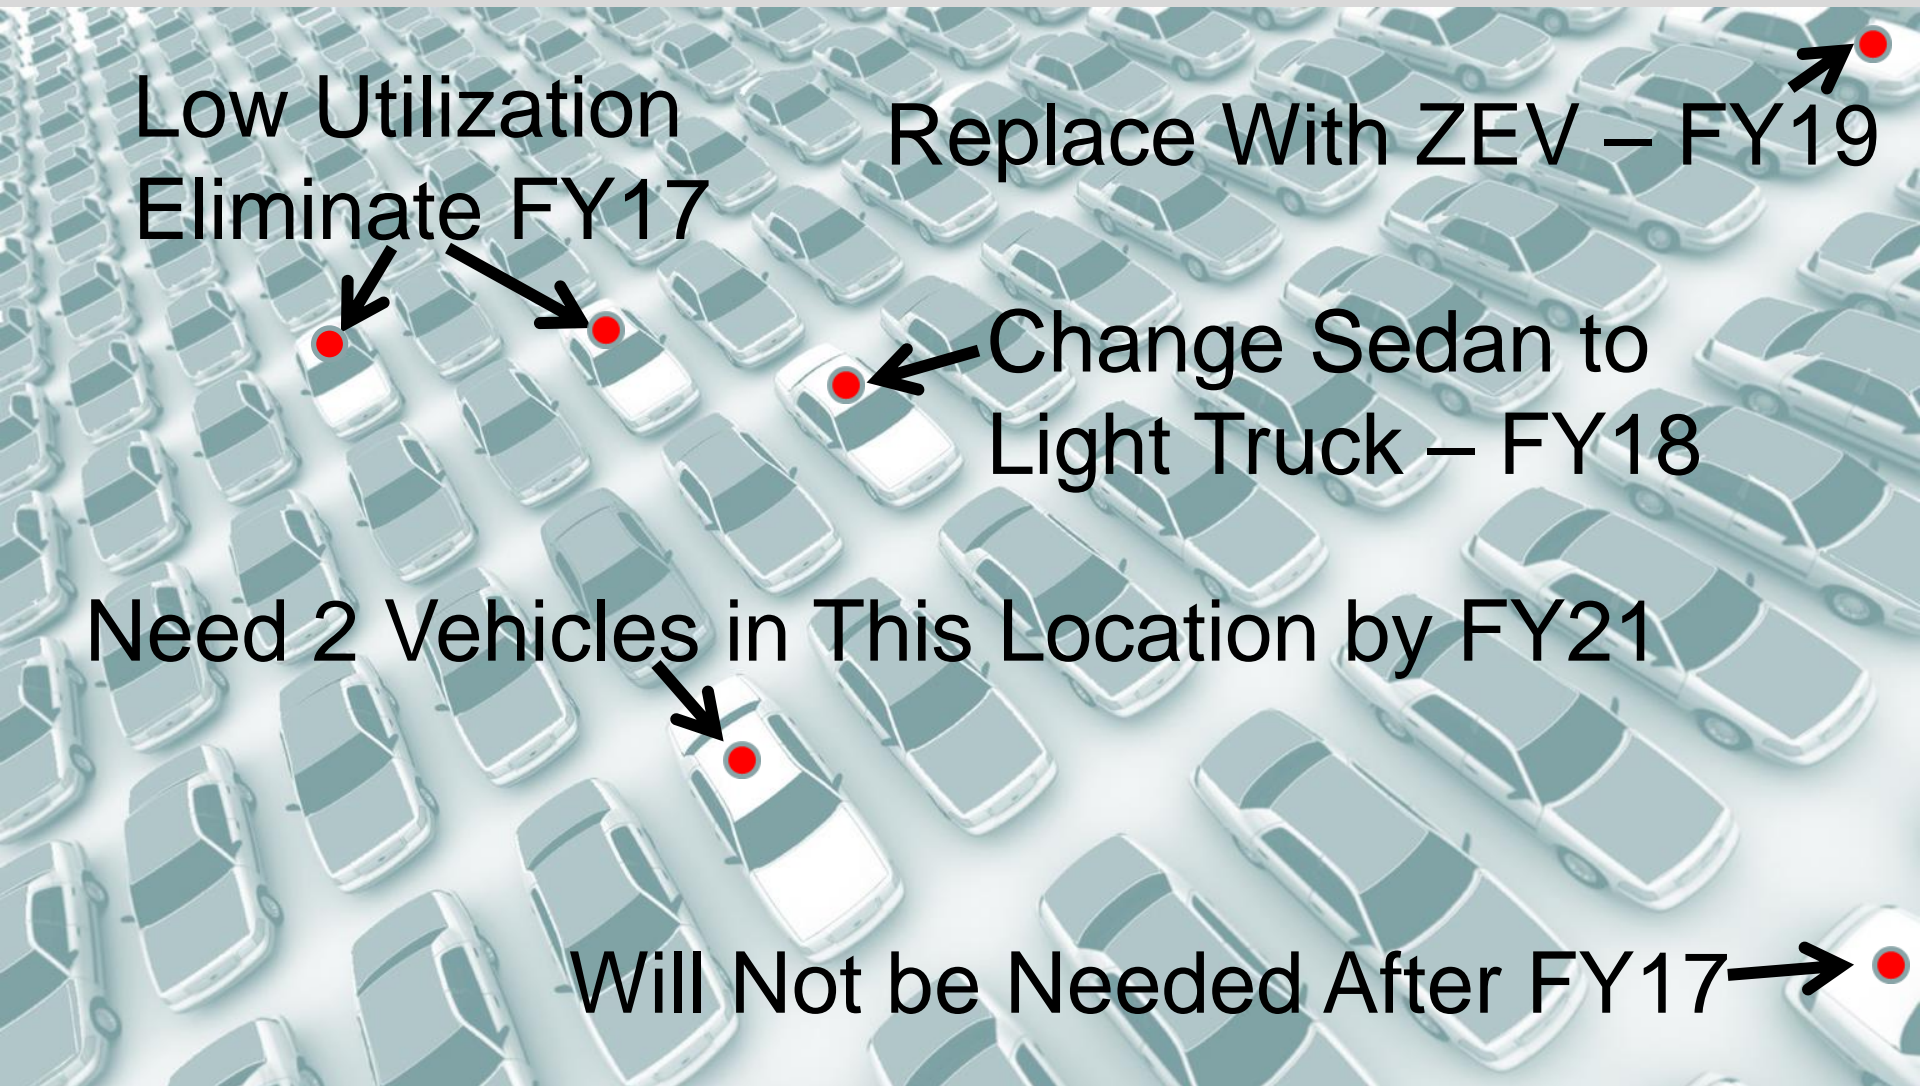 Low Utilization
Eliminate FY17
Replace With ZEV – FY19
Change Sedan to
Light Truck – FY18
Need 2 Vehicles in This Location by FY21
Will Not be Needed After FY17